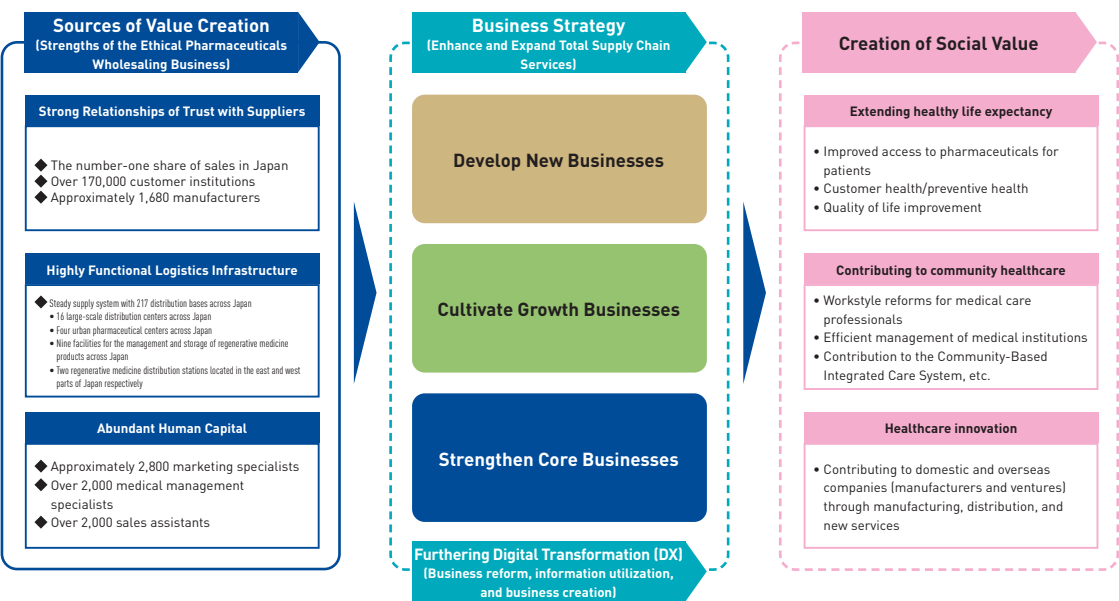 Sources of Value Creation
(Strengths of the Ethical Pharmaceuticals
Wholesaling Business)
Strong Relationships of Trust with Suppliers
◆ The number-one share of sales in Japan
◆ Over 170,000 customer institutions
◆ Approximately 1,680 manufacturers
Highly Functional Logistics Infrastructure
◆ Steady supply system with 217 distribution bases across Japan
• 16 large-scale distribution centers across Japan
• Four urban pharmaceutical centers across Japan
• Nine facilities for the management and storage of regenerative medicine
products across Japan
• Two regenerative medicine distribution stations located in the east and west
parts of Japan respectively
Abundant Human Capital
◆ Approximately 2,800 marketing specialists
◆ Over 2,000 medical management
specialists
◆ Over 2,000 sales assistants
Business Strategy
(Enhance and Expand Total Supply Chain
Services)
Develop New Businesses
Cultivate Growth Businesses
Strengthen Core Businesses
Furthering Digital Transformation (DX)
(Business reform, information utilization,
and business creation)
Creation of Social Value
Extending healthy life expectancy
• Improved access to pharmaceuticals for
patients
• Customer health/preventive health
• Quality of life improvement
Contributing to community healthcare
• Workstyle reforms for medical care
professionals
• Efficient management of medical institutions
• Contribution to the Community-Based
Integrated Care System, etc.
Healthcare innovation
• Contributing to domestic and overseas
companies (manufacturers and ventures)
through manufacturing, distribution, and
new services